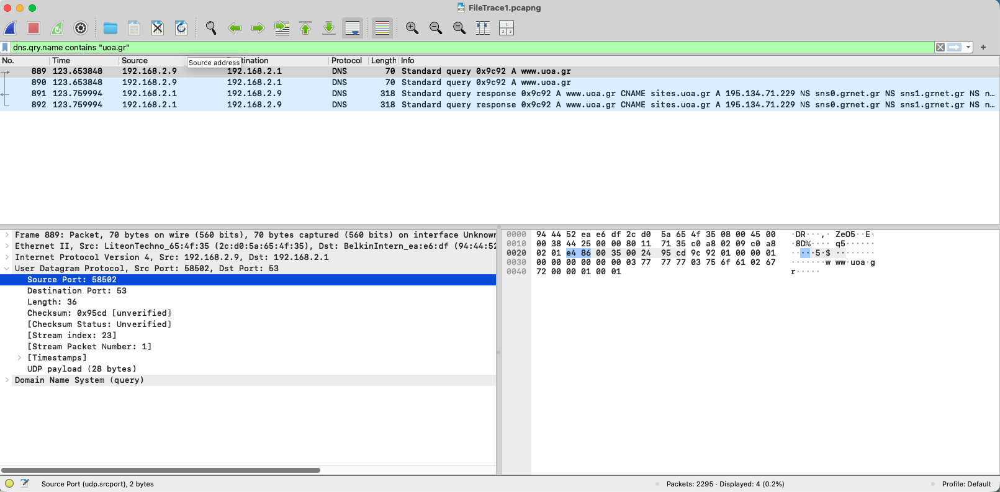 FileTrace1.pcapng
dns.qry.name contains "uoa.gr"
No. Time Source Destination Protocol Length Info
Source address
889 123.653848 192.168.2.9 192.168.2.1 DNS 70 Standard query 0x9c92 A www.uoa.gr
890 123.653848 192.168.2.9 192.168.2.1 DNS 70 Standard query 0x9c92 A www.uoa.gr
891 123.759994 192.168.2.1 192.168.2.9 DNS 318 Standard query response 0x9c92 A www.uoa.gr CNAME sites.uoa.gr A 195.134.71.229 NS sns0.grnet.gr NS sns1.grnet.gr NS n…
892 123.759994 192.168.2.1 192.168.2.9 DNS 318 Standard query response 0x9c92 A www.uoa.gr CNAME sites.uoa.gr A 195.134.71.229 NS sns0.grnet.gr NS sns1.grnet.gr NS n…
Frame 889: Packet, 70 bytes on wire (560 bits), 70 bytes captured (560 bits) on interface Unknown
Ethernet II, Src: LiteonTechno_65:4f:35 (2c:d0:5a:65:4f:35), Dst: BelkinIntern_ea:e6:df (94:44:52
Internet Protocol Version 4, Src: 192.168.2.9, Dst: 192.168.2.1
User Datagram Protocol, Src Port: 58502, Dst Port: 53
Source Port: 58502
Destination Port: 53
Length: 36
Checksum: 0x95cd [unverified]
[Checksum Status: Unverified]
[Stream index: 23]
[Stream Packet Number: 1]
[Timestamps]
UDP payload (28 bytes)
Domain Name System (query)
0000 94 44 52 ea e6 df 2c d0 5a 65 4f 35 08 00 45 00 ·DR···,· ZeO5··E·
0010 00 38 44 25 00 00 80 11 71 35 c0 a8 02 09 c0 a8 ·8D%···· q5······
0020 02 01 e4 86 00 35 00 24 95 cd 9c 92 01 00 00 01 ·····5·$ ········
0030 00 00 00 00 00 00 03 77 77 77 03 75 6f 61 02 67 ·······w ww·uoa·g
0040 72 00 00 01 00 01 r·····
Source Port (udp.srcport), 2 bytes
Packets: 2295 · Displayed: 4 (0.2%)
Profile: Default